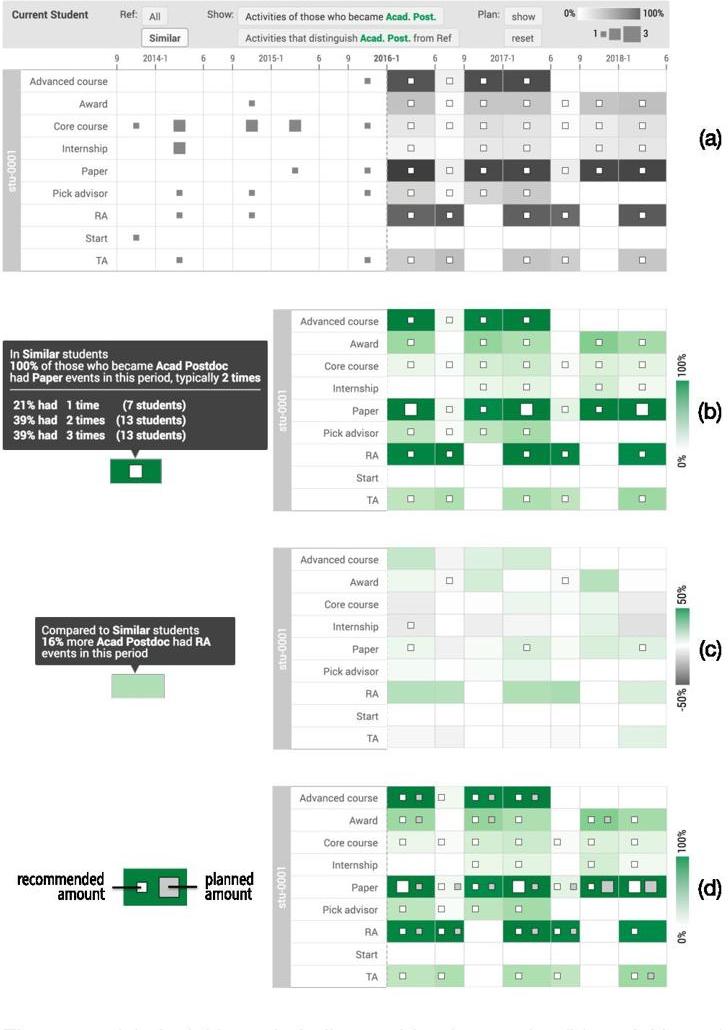 Current Student Ref: All Show: Activities of those who became Acad. Post. Plan: show 0% 100%
Similar Activities that distinguish Acad. Post. from Ref reset 1 3
9 2014-1 6 9 2015-1 6 9 2016-1 6 9 2017-1 6 9 2018-1 6
stu-0001
Advanced course
Award
Core course
Internship
Paper
Pick advisor
RA
Start
TA
(a)
In Similar students
100% of those who became Acad Postdoc
had Paper events in this period, typically 2 times
21% had 1 time (7 students)
39% had 2 times (13 students)
39% had 3 times (13 students)
stu-0001
Advanced course
Award
Core course
Internship
Paper
Pick advisor
RA
Start
TA
100%
0%
(b)
Compared to Similar students
16% more Acad Postdoc had RA
events in this period
stu-0001
Advanced course
Award
Core course
Internship
Paper
Pick advisor
RA
Start
TA
50%
-50%
(c)
recommended
amount
planned
amount
stu-0001
Advanced course
Award
Core course
Internship
Paper
Pick advisor
RA
Start
TA
100%
0%
(d)